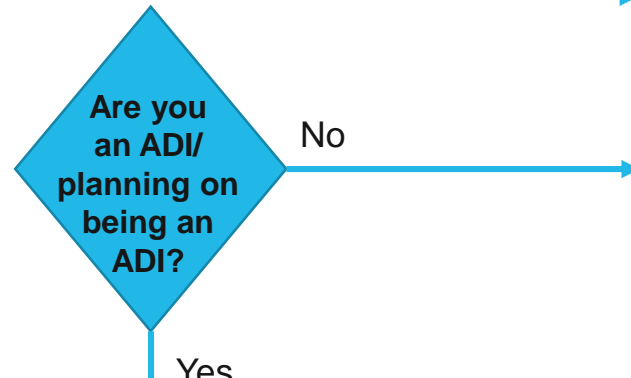 Are you
an ADI/
planning on
being an
ADI?
No
Yes